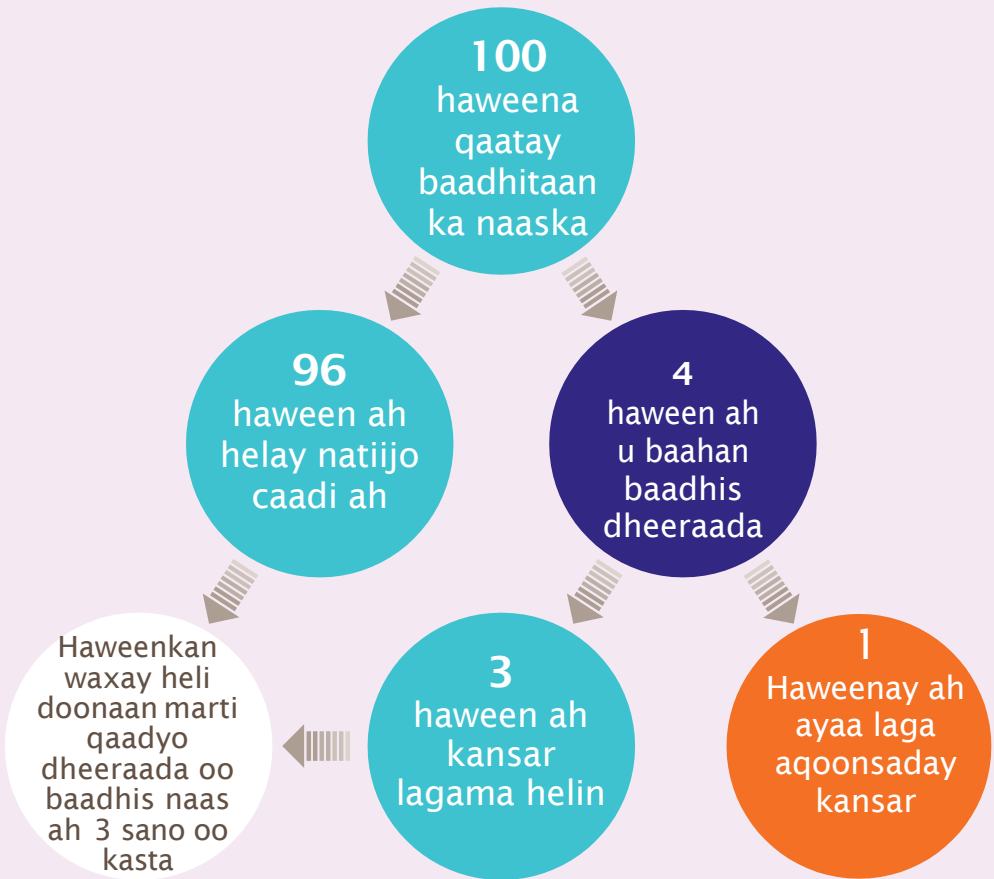 100
haweena
qaatay
baadhitaan
ka naaska
96
haween ah
helay natiijo
caadi ah
4
haween ah
u baahan
baadhis
dheeraada
Haweenkan
waxay heli
doonaan marti
qaadyo
dheeraada oo
baadhis naas
ah 3 sano oo
kasta
3
haween ah
kansar
lagama helin
1
Haweenay ah
ayaa laga
aqoonsaday
kansar